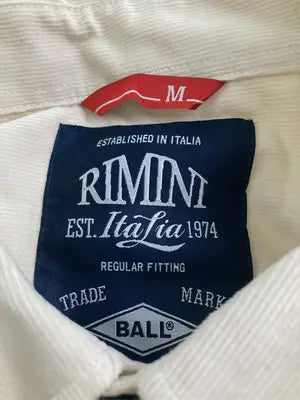 M
ESTABLISHED IN ITALIA
RIMINI
EST. Italia 1974
REGULAR FITTING
TRADE MARK
BALL®